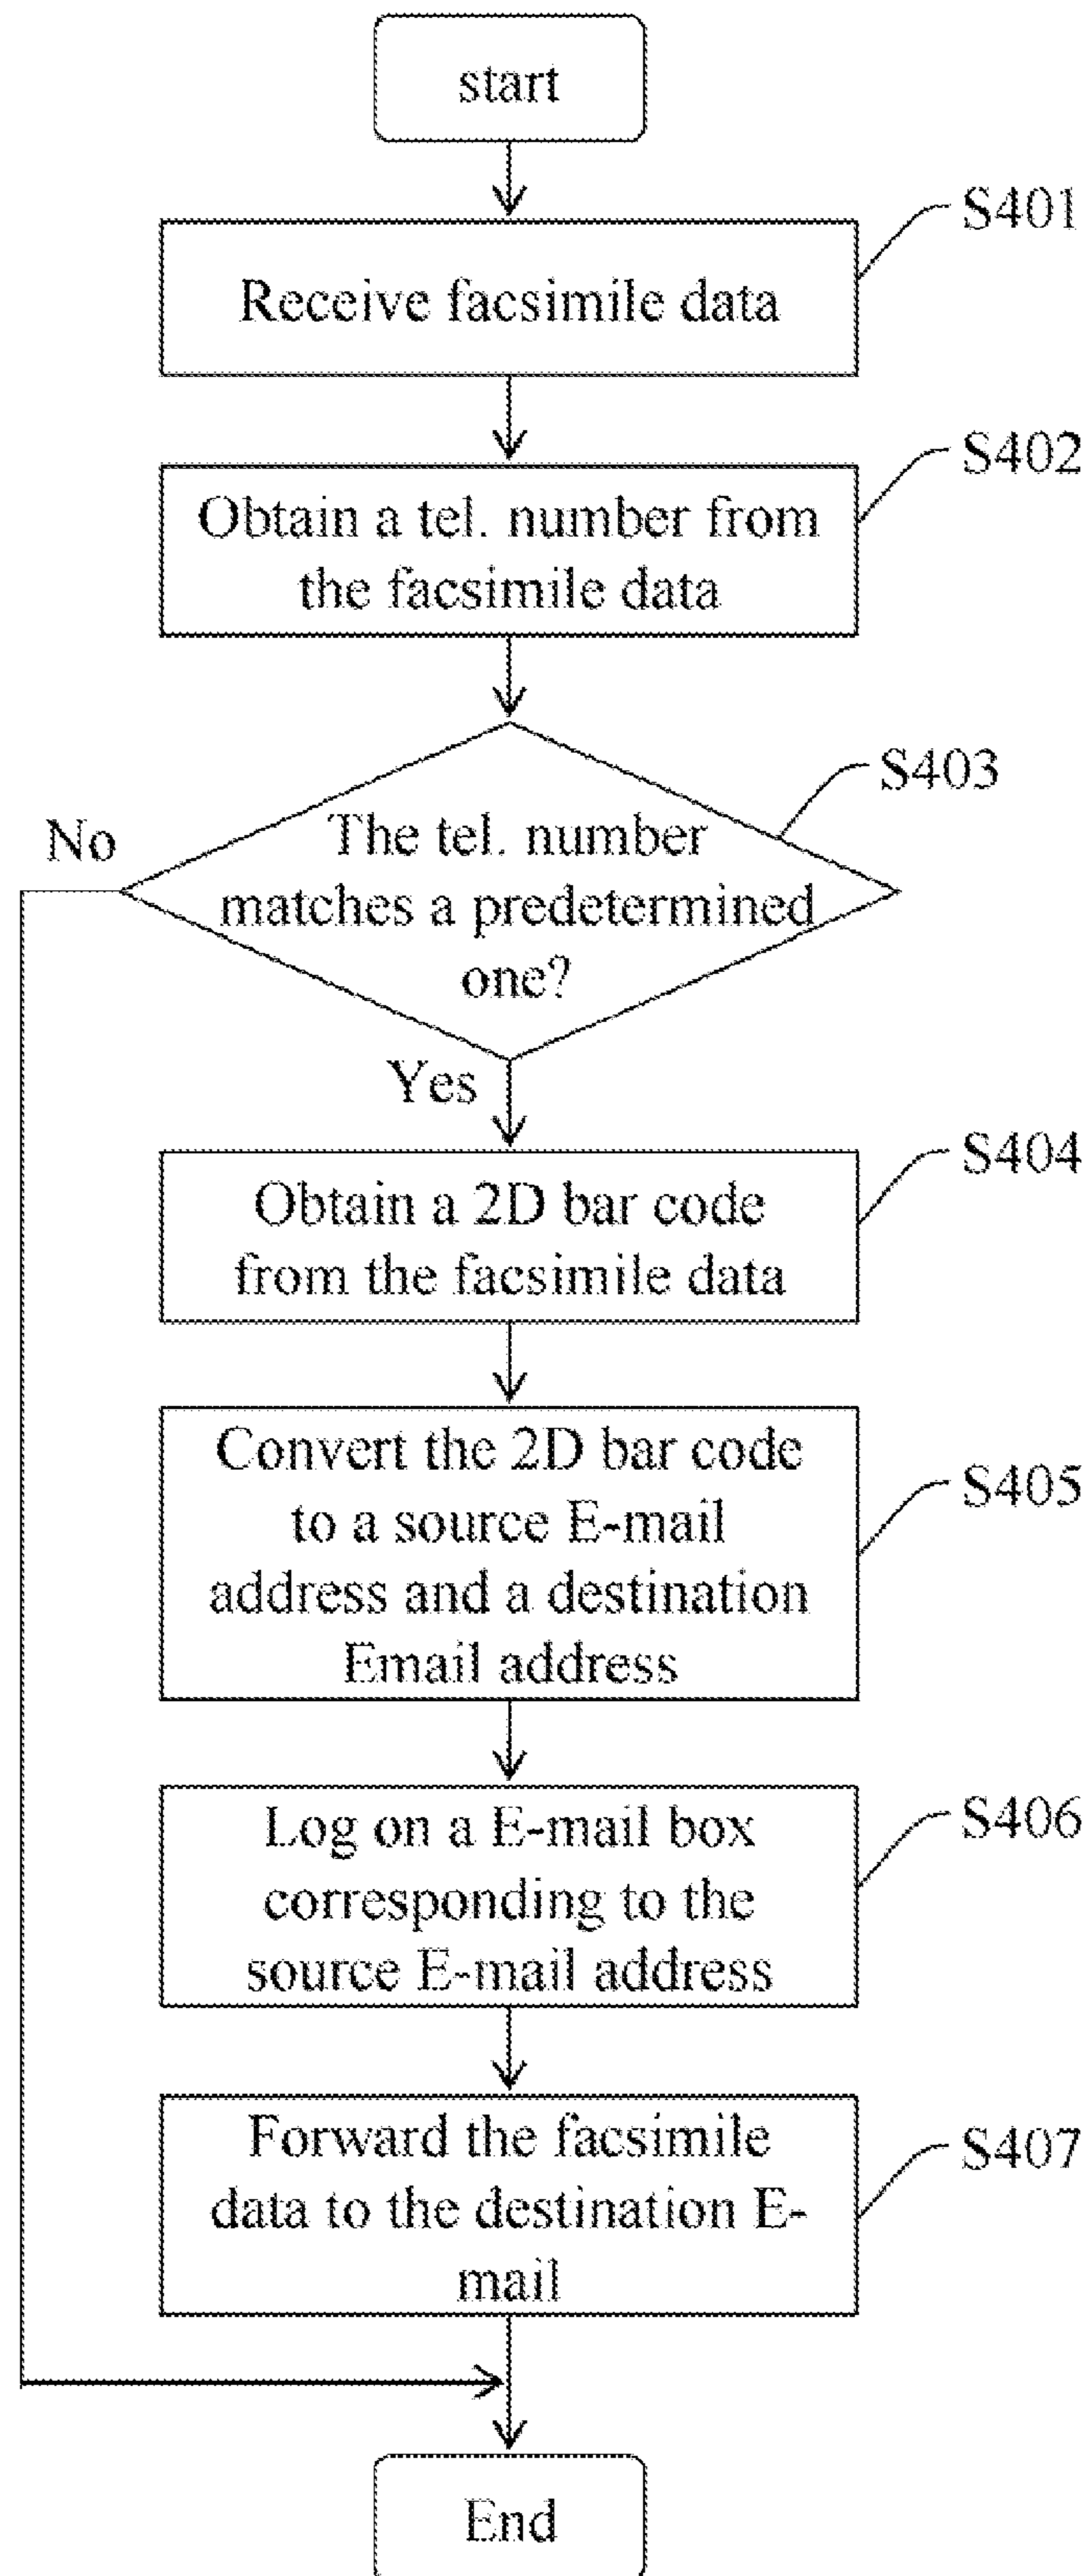 start
S401
Receive facsimile data
S402
Obtain a tel. number from
the facsimile data
S403
No
The tel. number
matches a predetermined
one?
Yes
S404
Obtain a 2D bar code
from the facsimile data
S405
Convert the 2D bar code
to a source E-mail
address and a destination
Email address
S406
Log on a E-mail box
corresponding to the
source E-mail address
S407
Forward the facsimile
data to the destination E-
mail
End